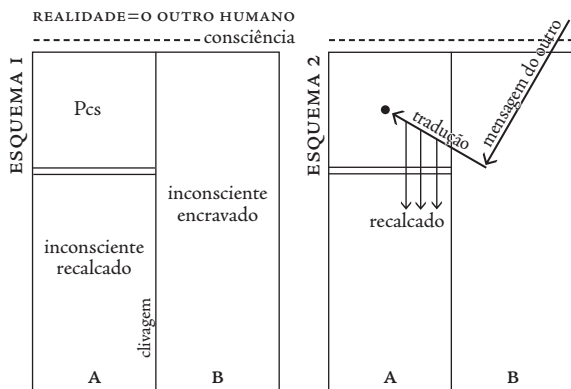 REALIDADE=O OUTRO HUMANO
consciência
ESQUEMA 1
Pcs
inconsciente
recalcado
clivagem
inconsciente
encravado
A
B
ESQUEMA 2
mensagem do outro
tradução
recalcado
A
B